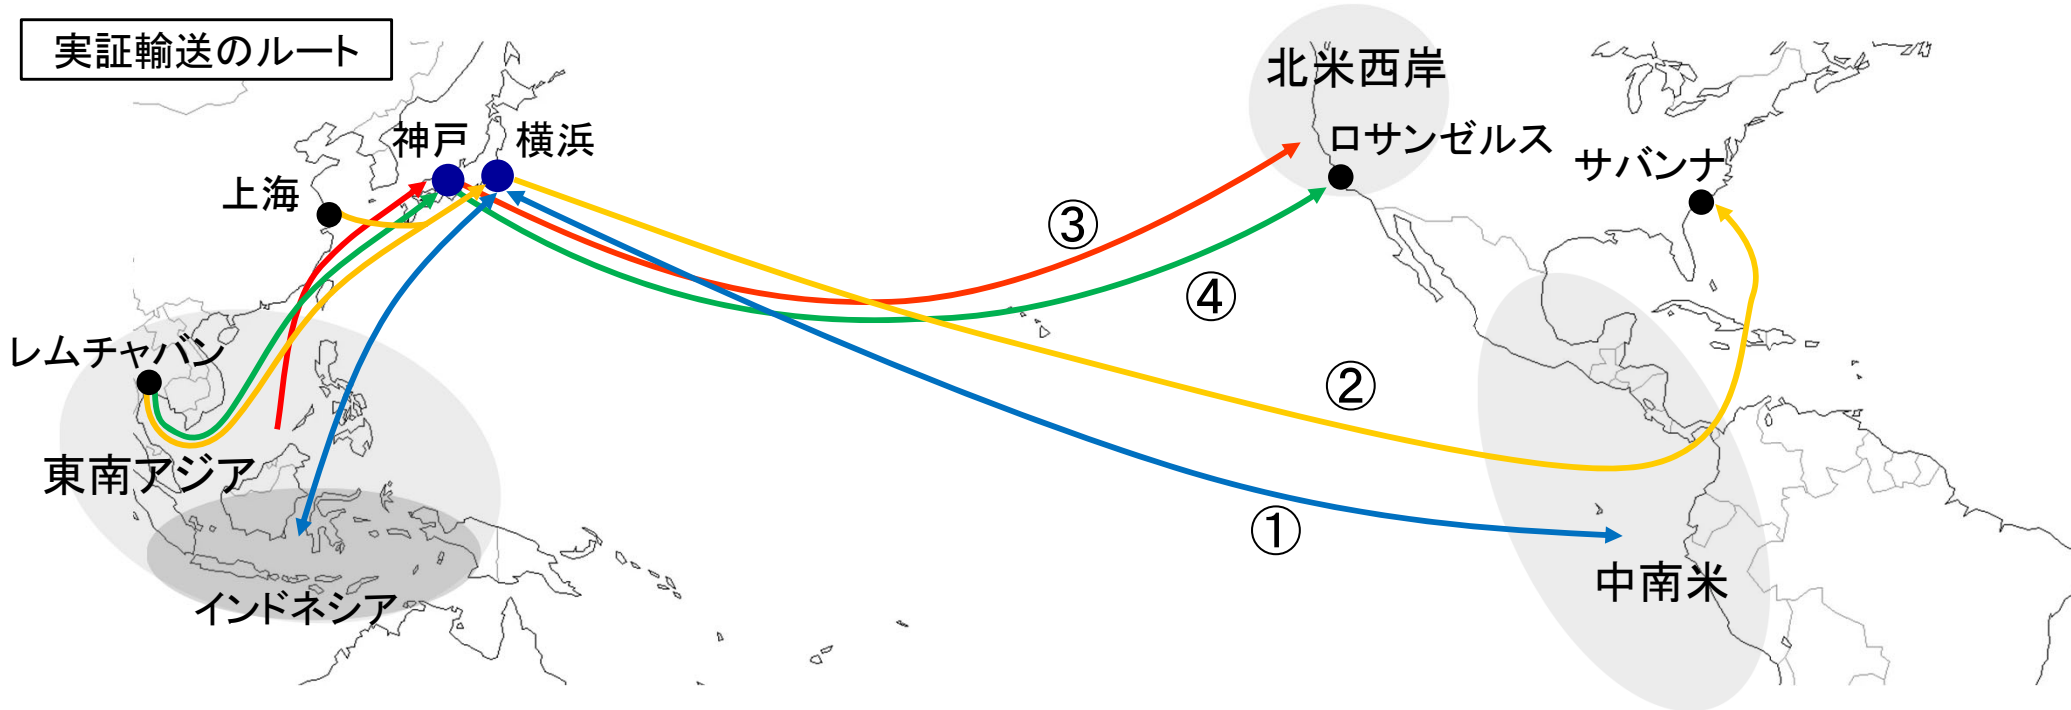 実証輸送のルート
北米西岸
神戸
横浜
ロサンゼルス
サバンナ
上海
③
④
レムチャバン
②
東南アジア
①
中南米
インドネシア